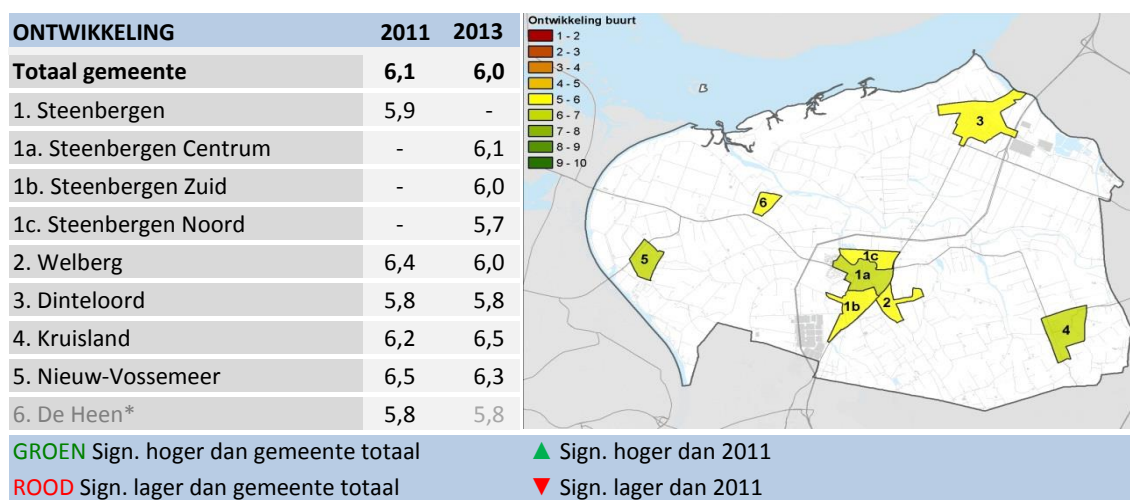 ONTWIKKELING 2011 2013
Totaal gemeente 6,1 6,0
1. Steenbergen 5,9 -
1a. Steenbergen Centrum - 6,1
1b. Steenbergen Zuid - 6,0
1c. Steenbergen Noord - 5,7
2. Welberg 6,4 6,0
3. Dinteloord 5,8 5,8
4. Kruisland 6,2 6,5
5. Nieuw-Vossemeer 6,5 6,3
6. De Heen* 5,8 5,8
Ontwikkeling buurt
1 - 2
2 - 3
3 - 4
4 - 5
5 - 6
6 - 7
7 - 8
8 - 9
9 - 10
3
6
5
1c
1a
1b
2
4
GROEN Sign. hoger dan gemeente totaal ▲ Sign. hoger dan 2011
ROOD Sign. lager dan gemeente totaal ▼ Sign. lager dan 2011